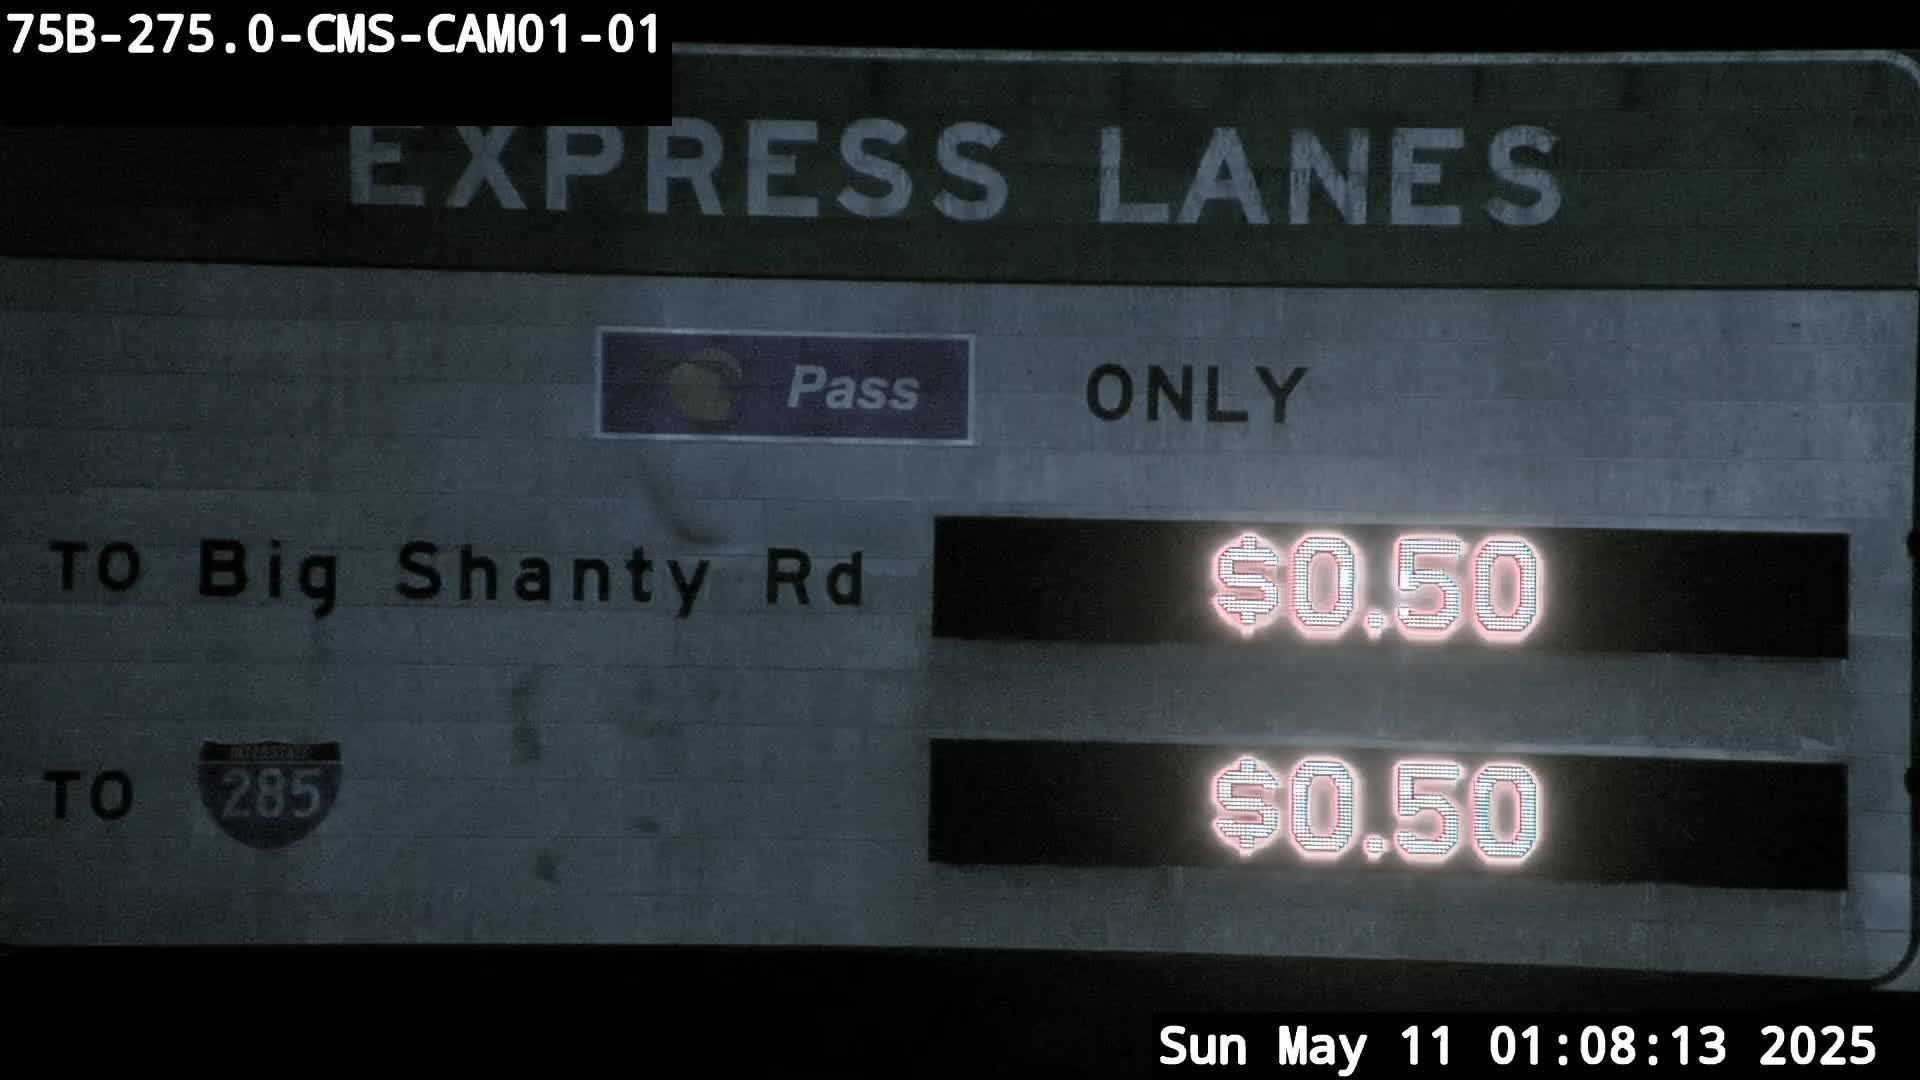 75B-275.0-CMS-CAM01-01
EXPRESS LANES
Pass ONLY
TO Big Shanty Rd $0.50
TO INTERSTATE 285 $0.50
Sun May 11 01:08:13 2025